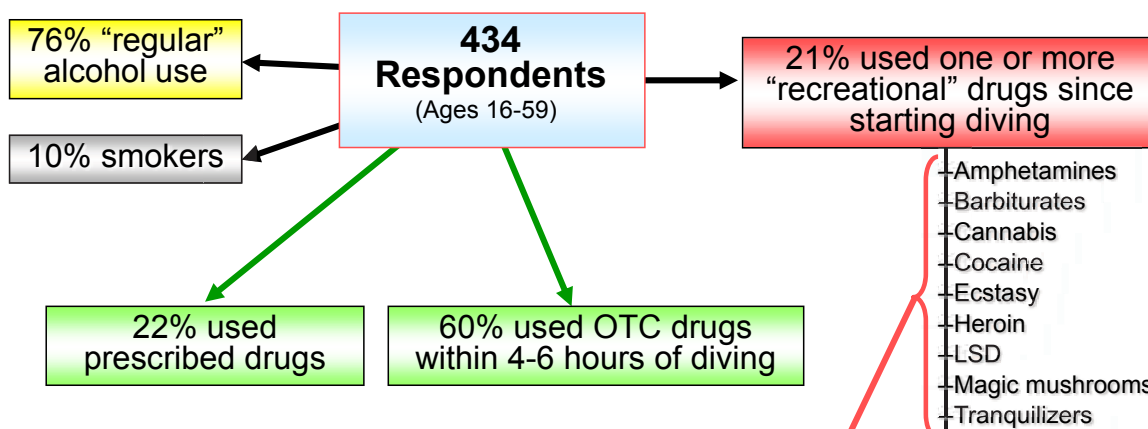 76% “regular”
alcohol use
10% smokers
434
Respondents
(Ages 16-59)
21% used one or more
“recreational” drugs since
starting diving
22% used
prescribed drugs
60% used OTC drugs
within 4-6 hours of diving
Amphetamines
Barbiturates
Cannabis
Cocaine
Ecstasy
Heroin
LSD
Magic mushrooms
Tranquilizers